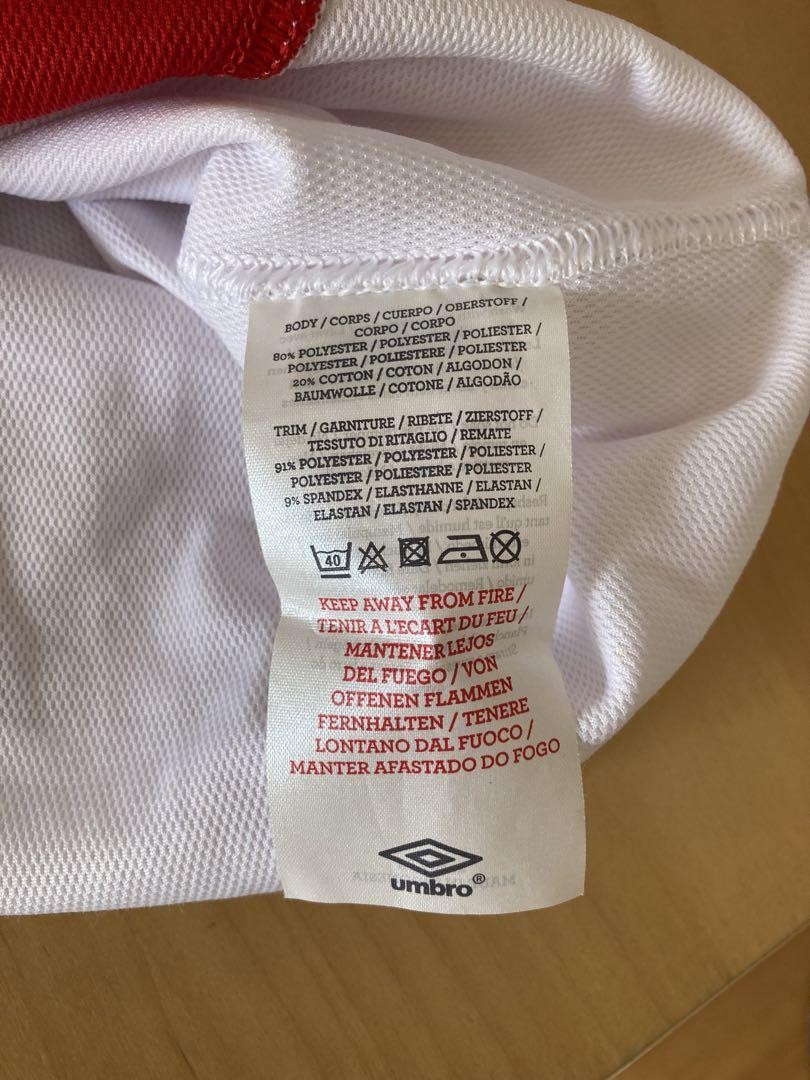 BODY / CORPS / CUERPO / OBERSTOFF /
CORPO / CORPO
80% POLYESTER / POLYESTER / POLIESTER /
POLYESTER / POLIESTERE / POLIESTER
20% COTTON / COTON / ALGODON /
BAUMWOLLE / COTONE / ALGODÃO
TRIM / GARNITURE / RIBETE / ZIERSTOFF /
TESSUTO DI RITAGLIO / REMATE
91% POLYESTER / POLYESTER / POLIESTER /
POLYESTER / POLIESTERE / POLIESTER
9% SPANDEX / ELASTHANNE / ELASTAN /
ELASTAN / ELASTAN / SPANDEX
40
KEEP AWAY FROM FIRE /
TENIR A L'ECART DU FEU /
MANTENER LEJOS
DEL FUEGO / VON
OFFENEN FLAMMEN
FERNHALTEN / TENERE
LONTANO DAL FUOCO /
MANTER AFASTADO DO FOGO
umbro®